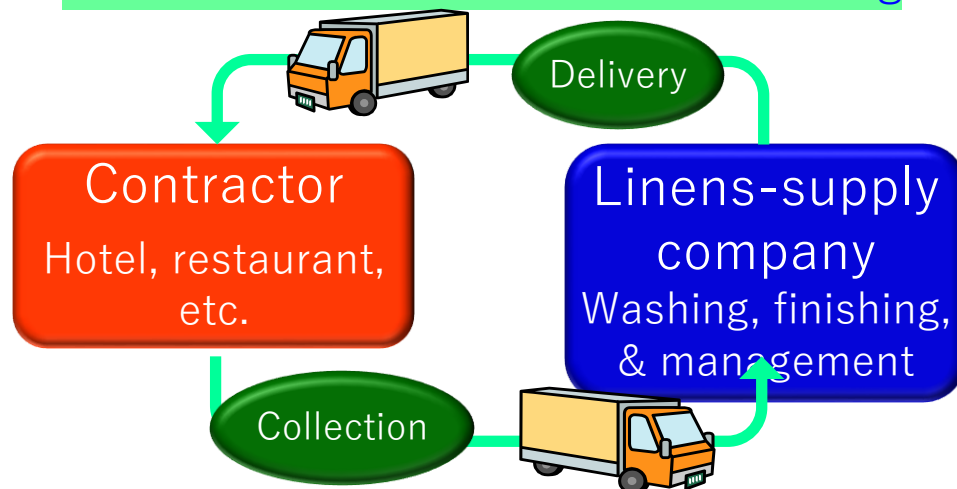 Delivery
Contractor
Hotel, restaurant,
etc.
Linens-supply
company
Washing, finishing,
& management
Collection